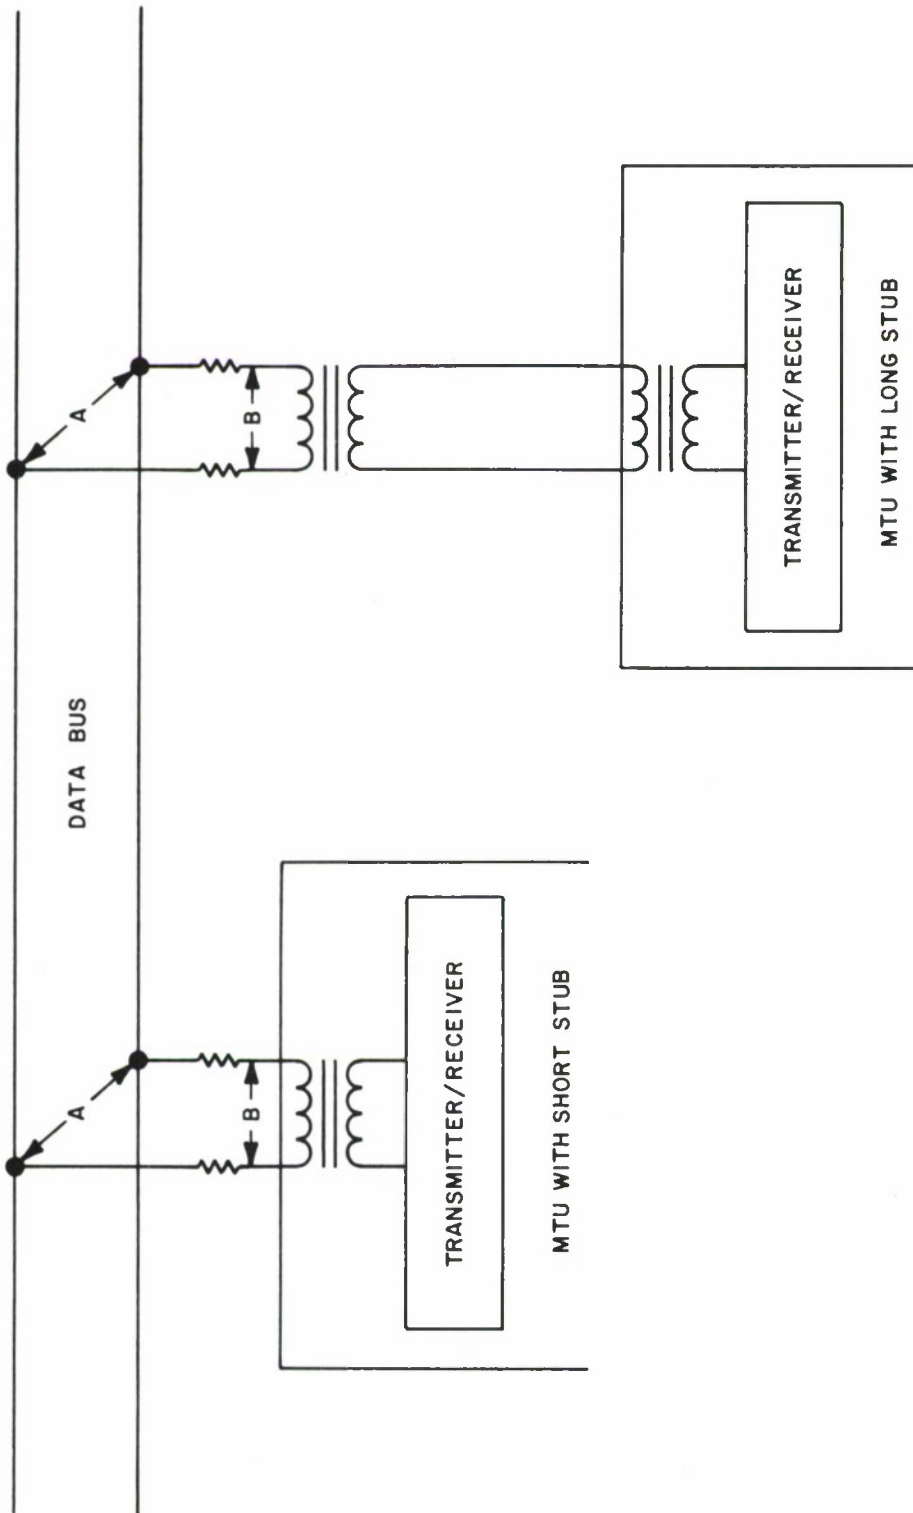 DATA BUS
A
B
TRANSMITTER/RECEIVER
MTU WITH SHORT STUB
A
B
TRANSMITTER/RECEIVER
MTU WITH LONG STUB